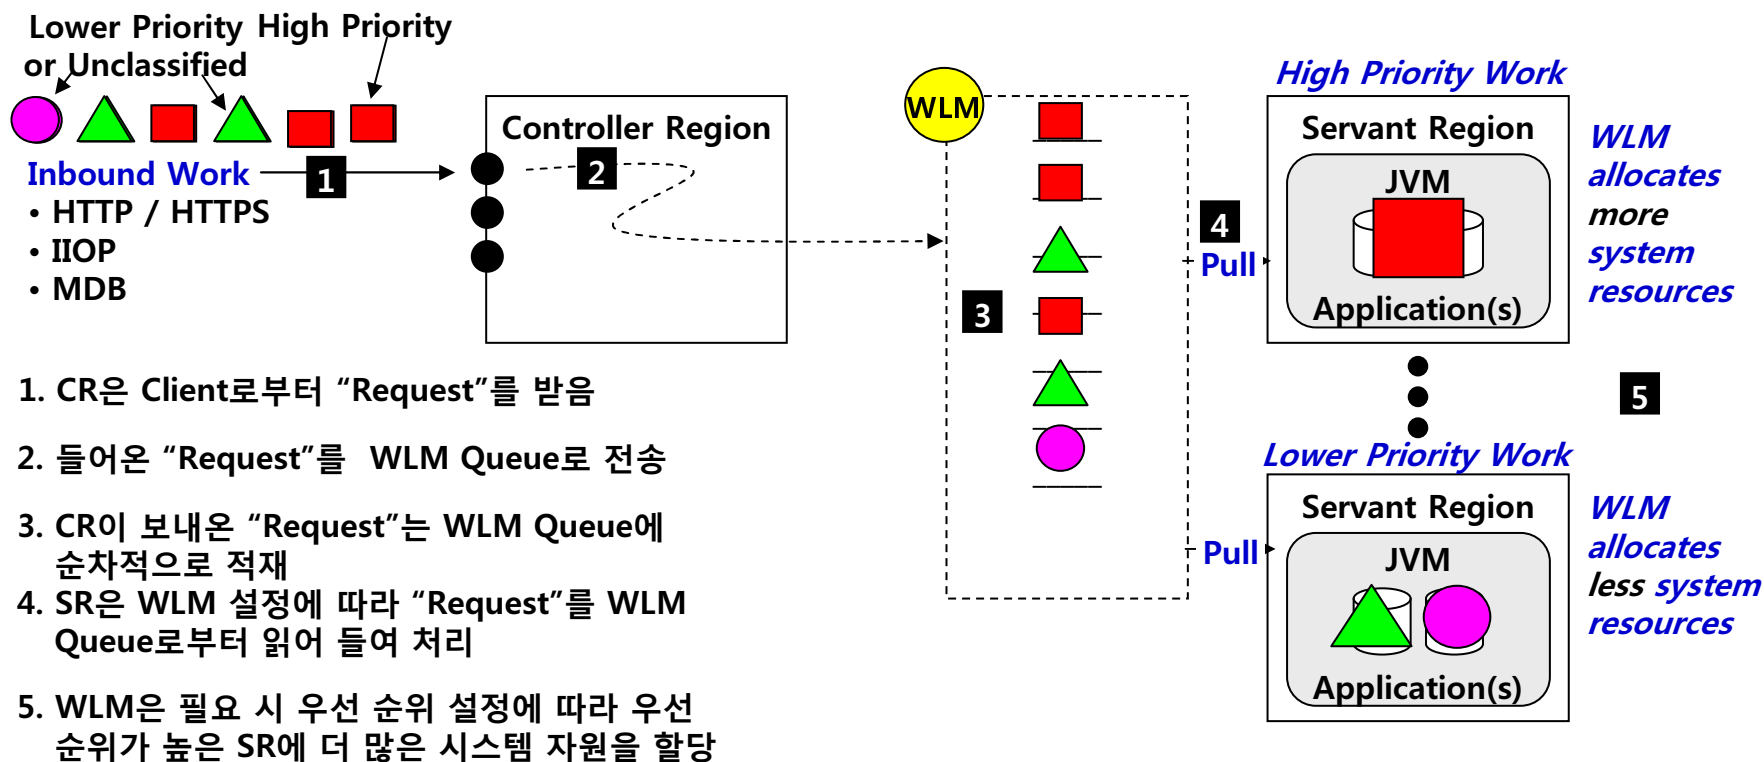 Lower Priority
or Unclassified
High Priority
Inbound Work
• HTTP / HTTPS
• IIOP
• MDB
1
Controller Region
2
WLM
3
4
Pull
High Priority Work
Servant Region
JVM
Application(s)
WLM
allocates
more
system
resources
5
Pull
Lower Priority Work
Servant Region
JVM
Application(s)
WLM
allocates
less system
resources
1. CR은 Client로부터 “Request”를 받음
2. 들어온 “Request”를 WLM Queue로 전송
3. CR이 보내온 “Request”는 WLM Queue에
순차적으로 적재
4. SR은 WLM 설정에 따라 “Request”를 WLM
Queue로부터 읽어 들여 처리
5. WLM은 필요 시 우선 순위 설정에 따라 우선
순위가 높은 SR에 더 많은 시스템 자원을 할당